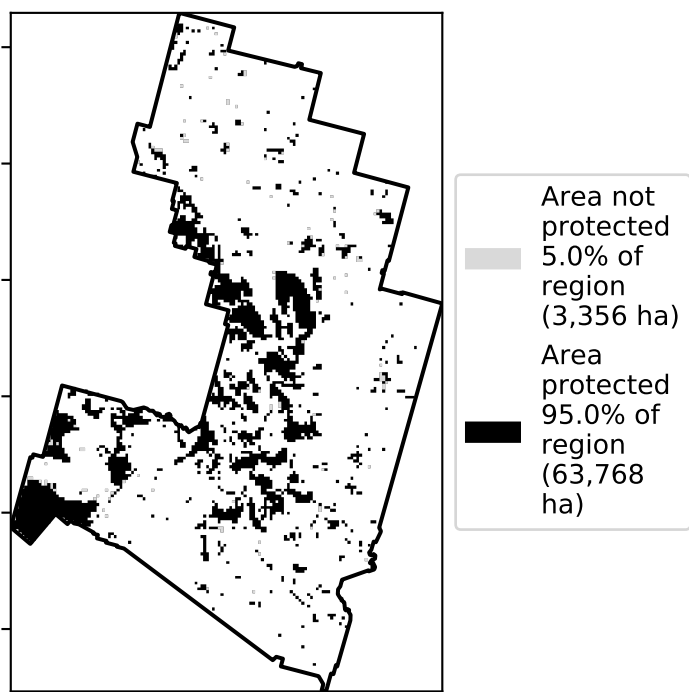 Area not
protected
5.0% of
region
(3,356 ha)
Area
protected
95.0% of
region
(63,768
ha)